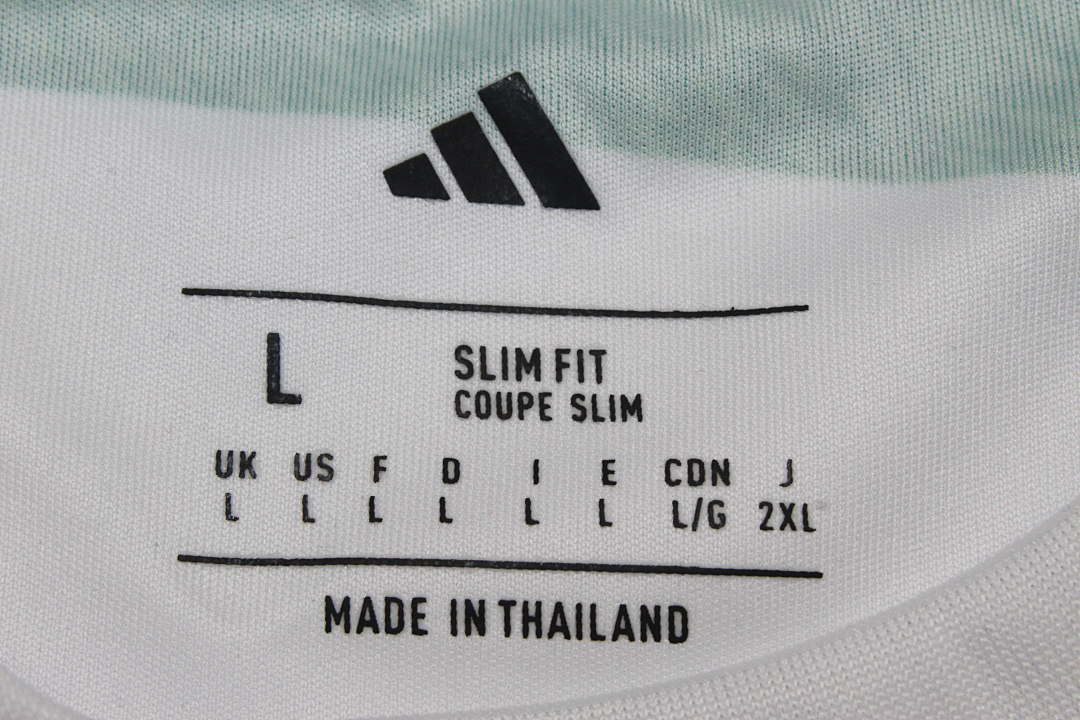 L
SLIM FIT
COUPE SLIM
UK US F D I E CDN J
L L L L L L L/G 2XL
MADE IN THAILAND